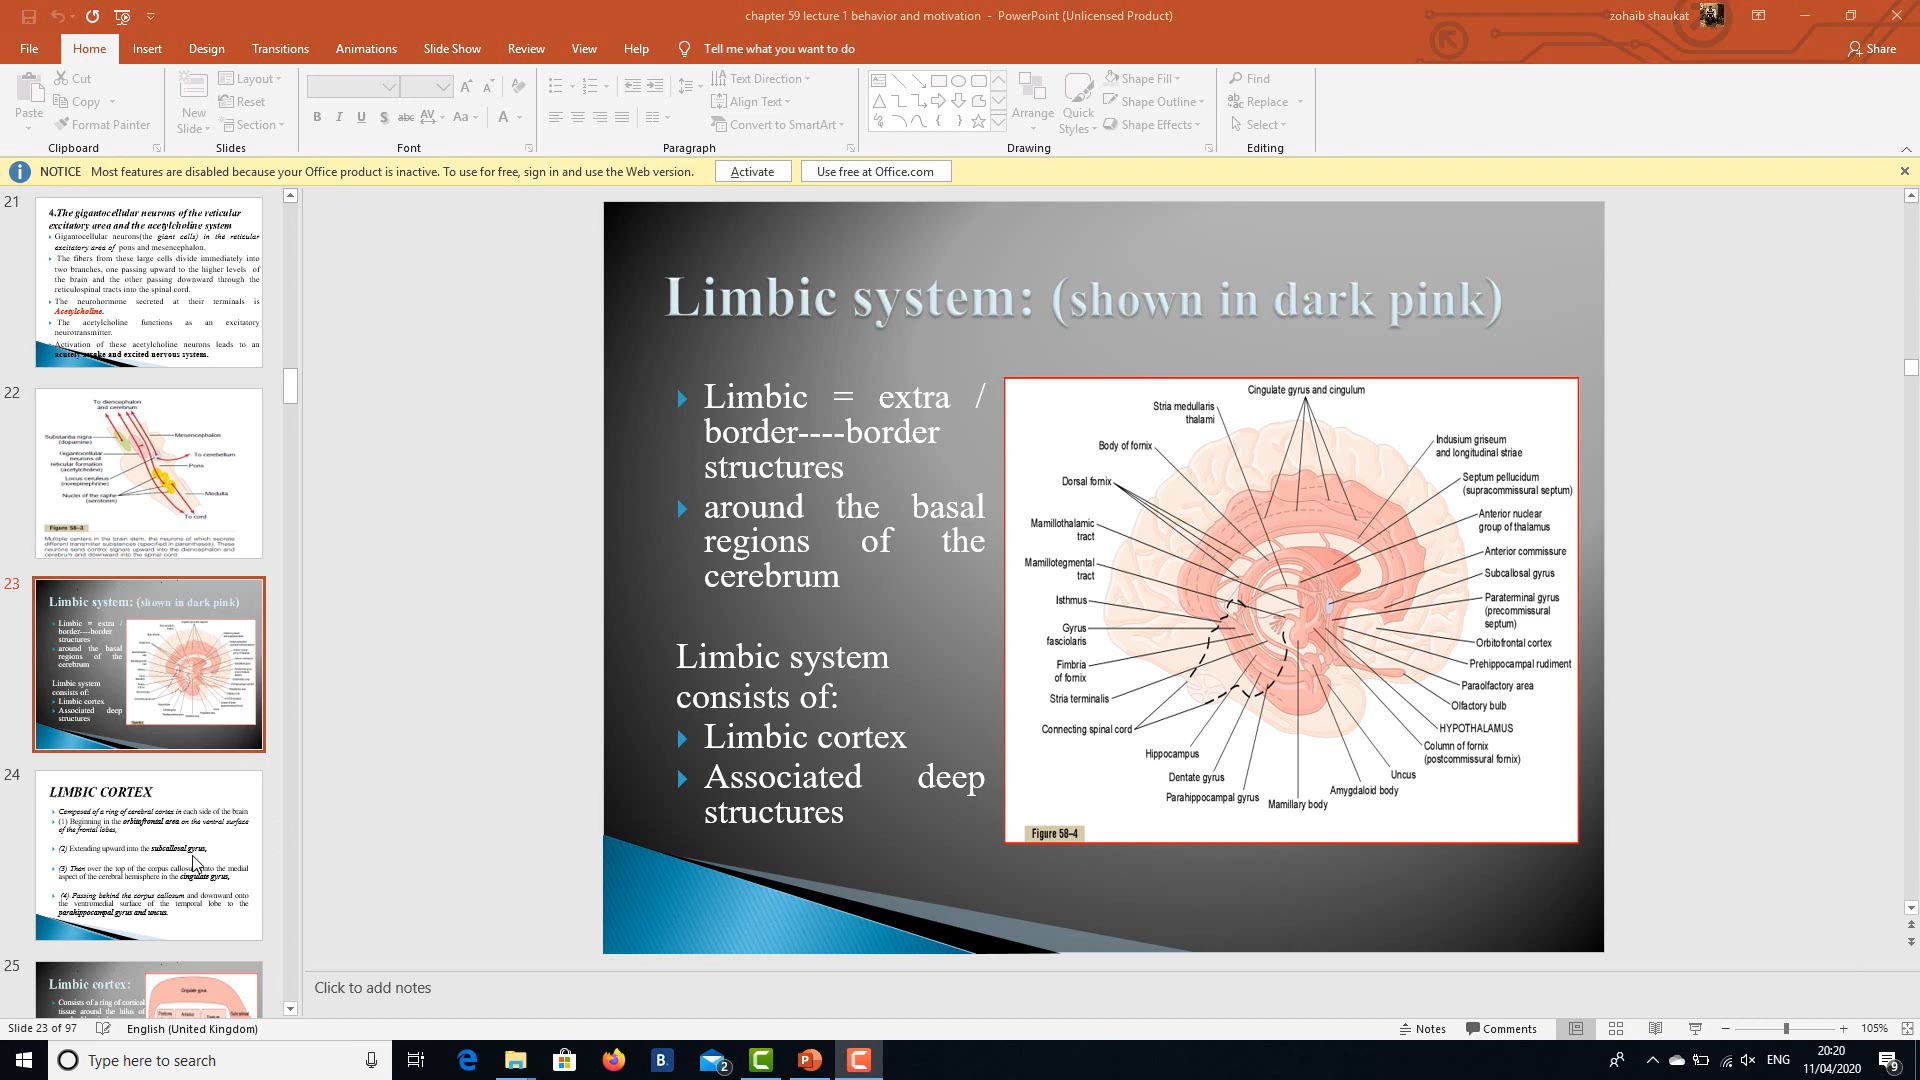 chapter 59 lecture 1 behavior and motivation - PowerPoint (Unlicensed Product)
zohaib shaukat
File Home Insert Design Transitions Animations Slide Show Review View Help Tell me what you want to do
Share
Paste
Cut
Copy
Format Painter
Clipboard
New
Slide
Layout
Reset
Section
Slides
B I U S abc AV Aa A
Font
Text Direction
Align Text
Convert to SmartArt
Paragraph
Arrange
Quick
Styles
Shape Fill
Shape Outline
Shape Effects
Drawing
Find
Replace
Select
Editing
NOTICE Most features are disabled because your Office product is inactive. To use for free, sign in and use the Web version.
Activate
Use free at Office.com
21
4.The gigantocellular neurons of the reticular
excitatory area and the acetylcholine system
Gigantocellular neurons(the giant cells) in the reticular
excitatory area of pons and mesencephalon.
The fibers from these large cells divide immediately into
two branches, one passing upward to the higher levels of
the brain and the other passing downward through the
reticulospinal tracts into the spinal cord.
The neurohormone secreted at their terminals is
Acetylcholine.
The acetylcholine functions as an excitatory
neurotransmitter.
Activation of these acetylcholine neurons leads to an
acutely awake and excited nervous system.
22
To diencephalon
and cerebrum
Substantia nigra
(dopamine)
Mesencephalon
Gigantocellular
neurons of
reticular formation
(acetylcholine)
To cerebellum
Pons
Locus ceruleus
(norepinephrine)
Nuclei of the raphe
(serotonin)
Medulla
To cord
Figure 58-3
Multiple centers in the brain stem, the neurons of which secrete
different transmitter substances (specified in parentheses). These
neurons send control signals upward into the diencephalon and
cerebrum and downward into the spinal cord.
23
Limbic system: (shown in dark pink)
Limbic = extra /
border----border
structures
around the basal
regions of the
cerebrum
Limbic system
consists of:
Limbic cortex
Associated deep
structures
24
LIMBIC CORTEX
Composed of a ring of cerebral cortex in each side of the brain
(1) Beginning in the orbitofrontal area on the ventral surface
of the frontal lobes,
(2) Extending upward into the subcallosal gyrus,
(3) Then over the top of the corpus callosum onto the medial
aspect of the cerebral hemisphere in the cingulate gyrus,
(4) Passing behind the corpus callosum and downward onto
the ventromedial surface of the temporal lobe to the
parahippocampal gyrus and uncus.
25
Limbic cortex:
Consists of a ring of cortical
tissue around the hilus of
Cingulate gyrus
Limbic system: (shown in dark pink)
Limbic = extra /
border----border
structures
around the basal
regions of the
cerebrum
Limbic system
consists of:
Limbic cortex
Associated deep
structures
Cingulate gyrus and cingulum
Stria medullaris
thalami
Body of fornix
Dorsal fornix
Mamillothalamic
tract
Mamillotegmental
tract
Isthmus
Gyrus
fasciolaris
Fimbria
of fornix
Stria terminalis
Connecting spinal cord
Hippocampus
Dentate gyrus
Parahippocampal gyrus
Mamillary body
Amygdaloid body
Uncus
Column of fornix
(postcommissural fornix)
HYPOTHALAMUS
Olfactory bulb
Paraolfactory area
Prehippocampal rudiment
Orbitofrontal cortex
Paraterminal gyrus
(precommissural
septum)
Subcallosal gyrus
Anterior commissure
Anterior nuclear
group of thalamus
Septum pellucidum
(supracommissural septum)
Indusium griseum
and longitudinal striae
Figure 58-4
Click to add notes
Slide 23 of 97 English (United Kingdom)
Notes Comments 105%
Type here to search
B.
2
ENG
20:20
11/04/2020
9